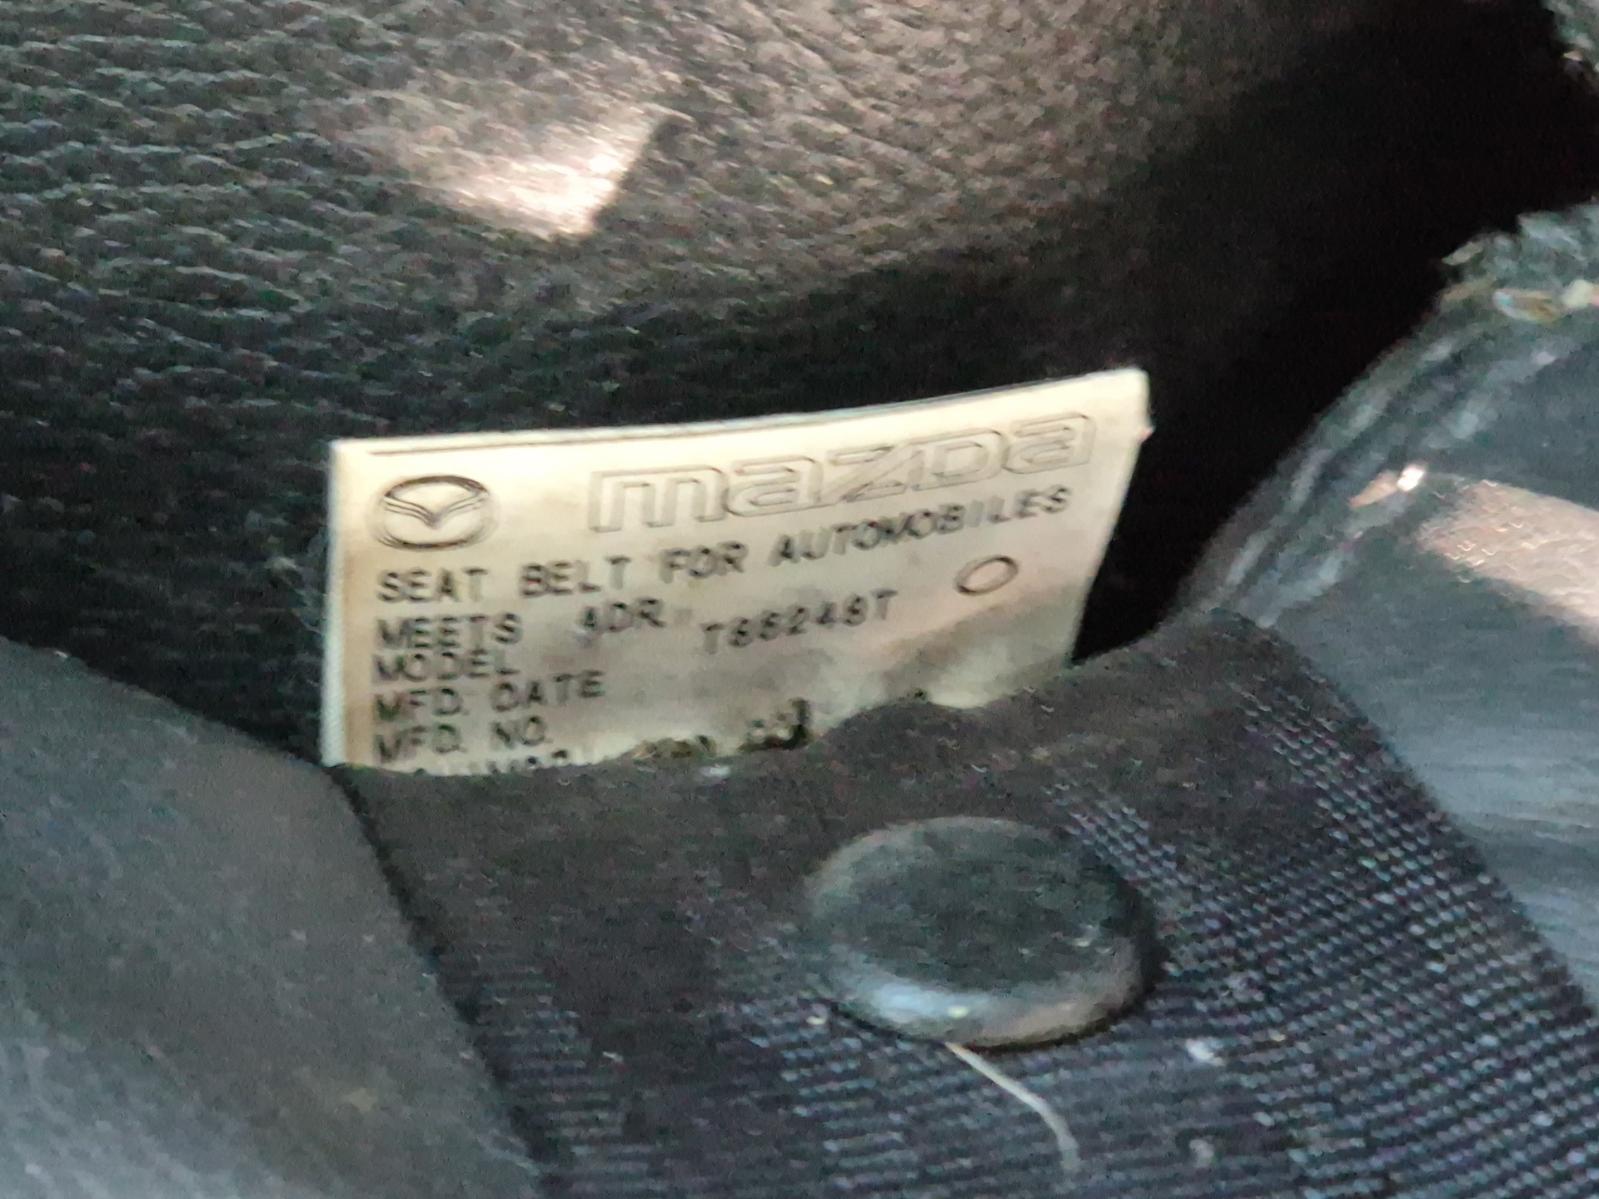 mazda
SEAT BELT FOR AUTOMOBILES
MEETS ADR
MODEL
MFD. DATE
MFD. NO.